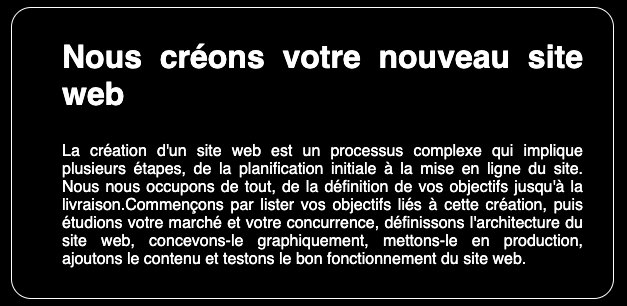 Nous créons votre nouveau site
web
La création d'un site web est un processus complexe qui implique
plusieurs étapes, de la planification initiale à la mise en ligne du site.
Nous nous occupons de tout, de la définition de vos objectifs jusqu'à la
livraison.Commençons par lister vos objectifs liés à cette création, puis
étudions votre marché et votre concurrence, définissons l'architecture du
site web, concevons-le graphiquement, mettons-le en production,
ajoutons le contenu et testons le bon fonctionnement du site web.